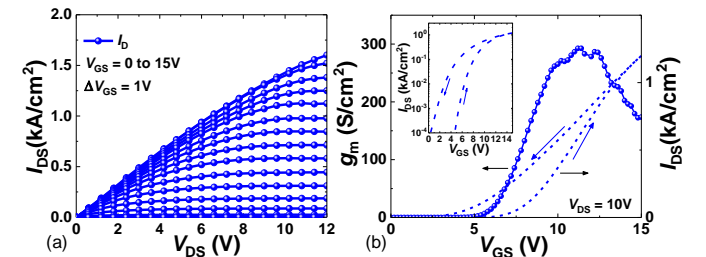 I_D
V_GS = 0 to 15V
ΔV_GS = 1V
I_DS(kA/cm²)
2.0
1.5
1.0
0.5
0.0
0 2 4 6 8 10 12
V_DS (V)
(a)
g_m (S/cm²)
300
200
100
0
0 5 10 15
V_GS (V)
(b)
I_DS(kA/cm²)
1
0
V_DS = 10V
I_DS (kA/cm²)
10⁰
10⁻¹
10⁻²
10⁻³
10⁻⁴
0 2 4 6 8 10 12 14
V_GS (V)